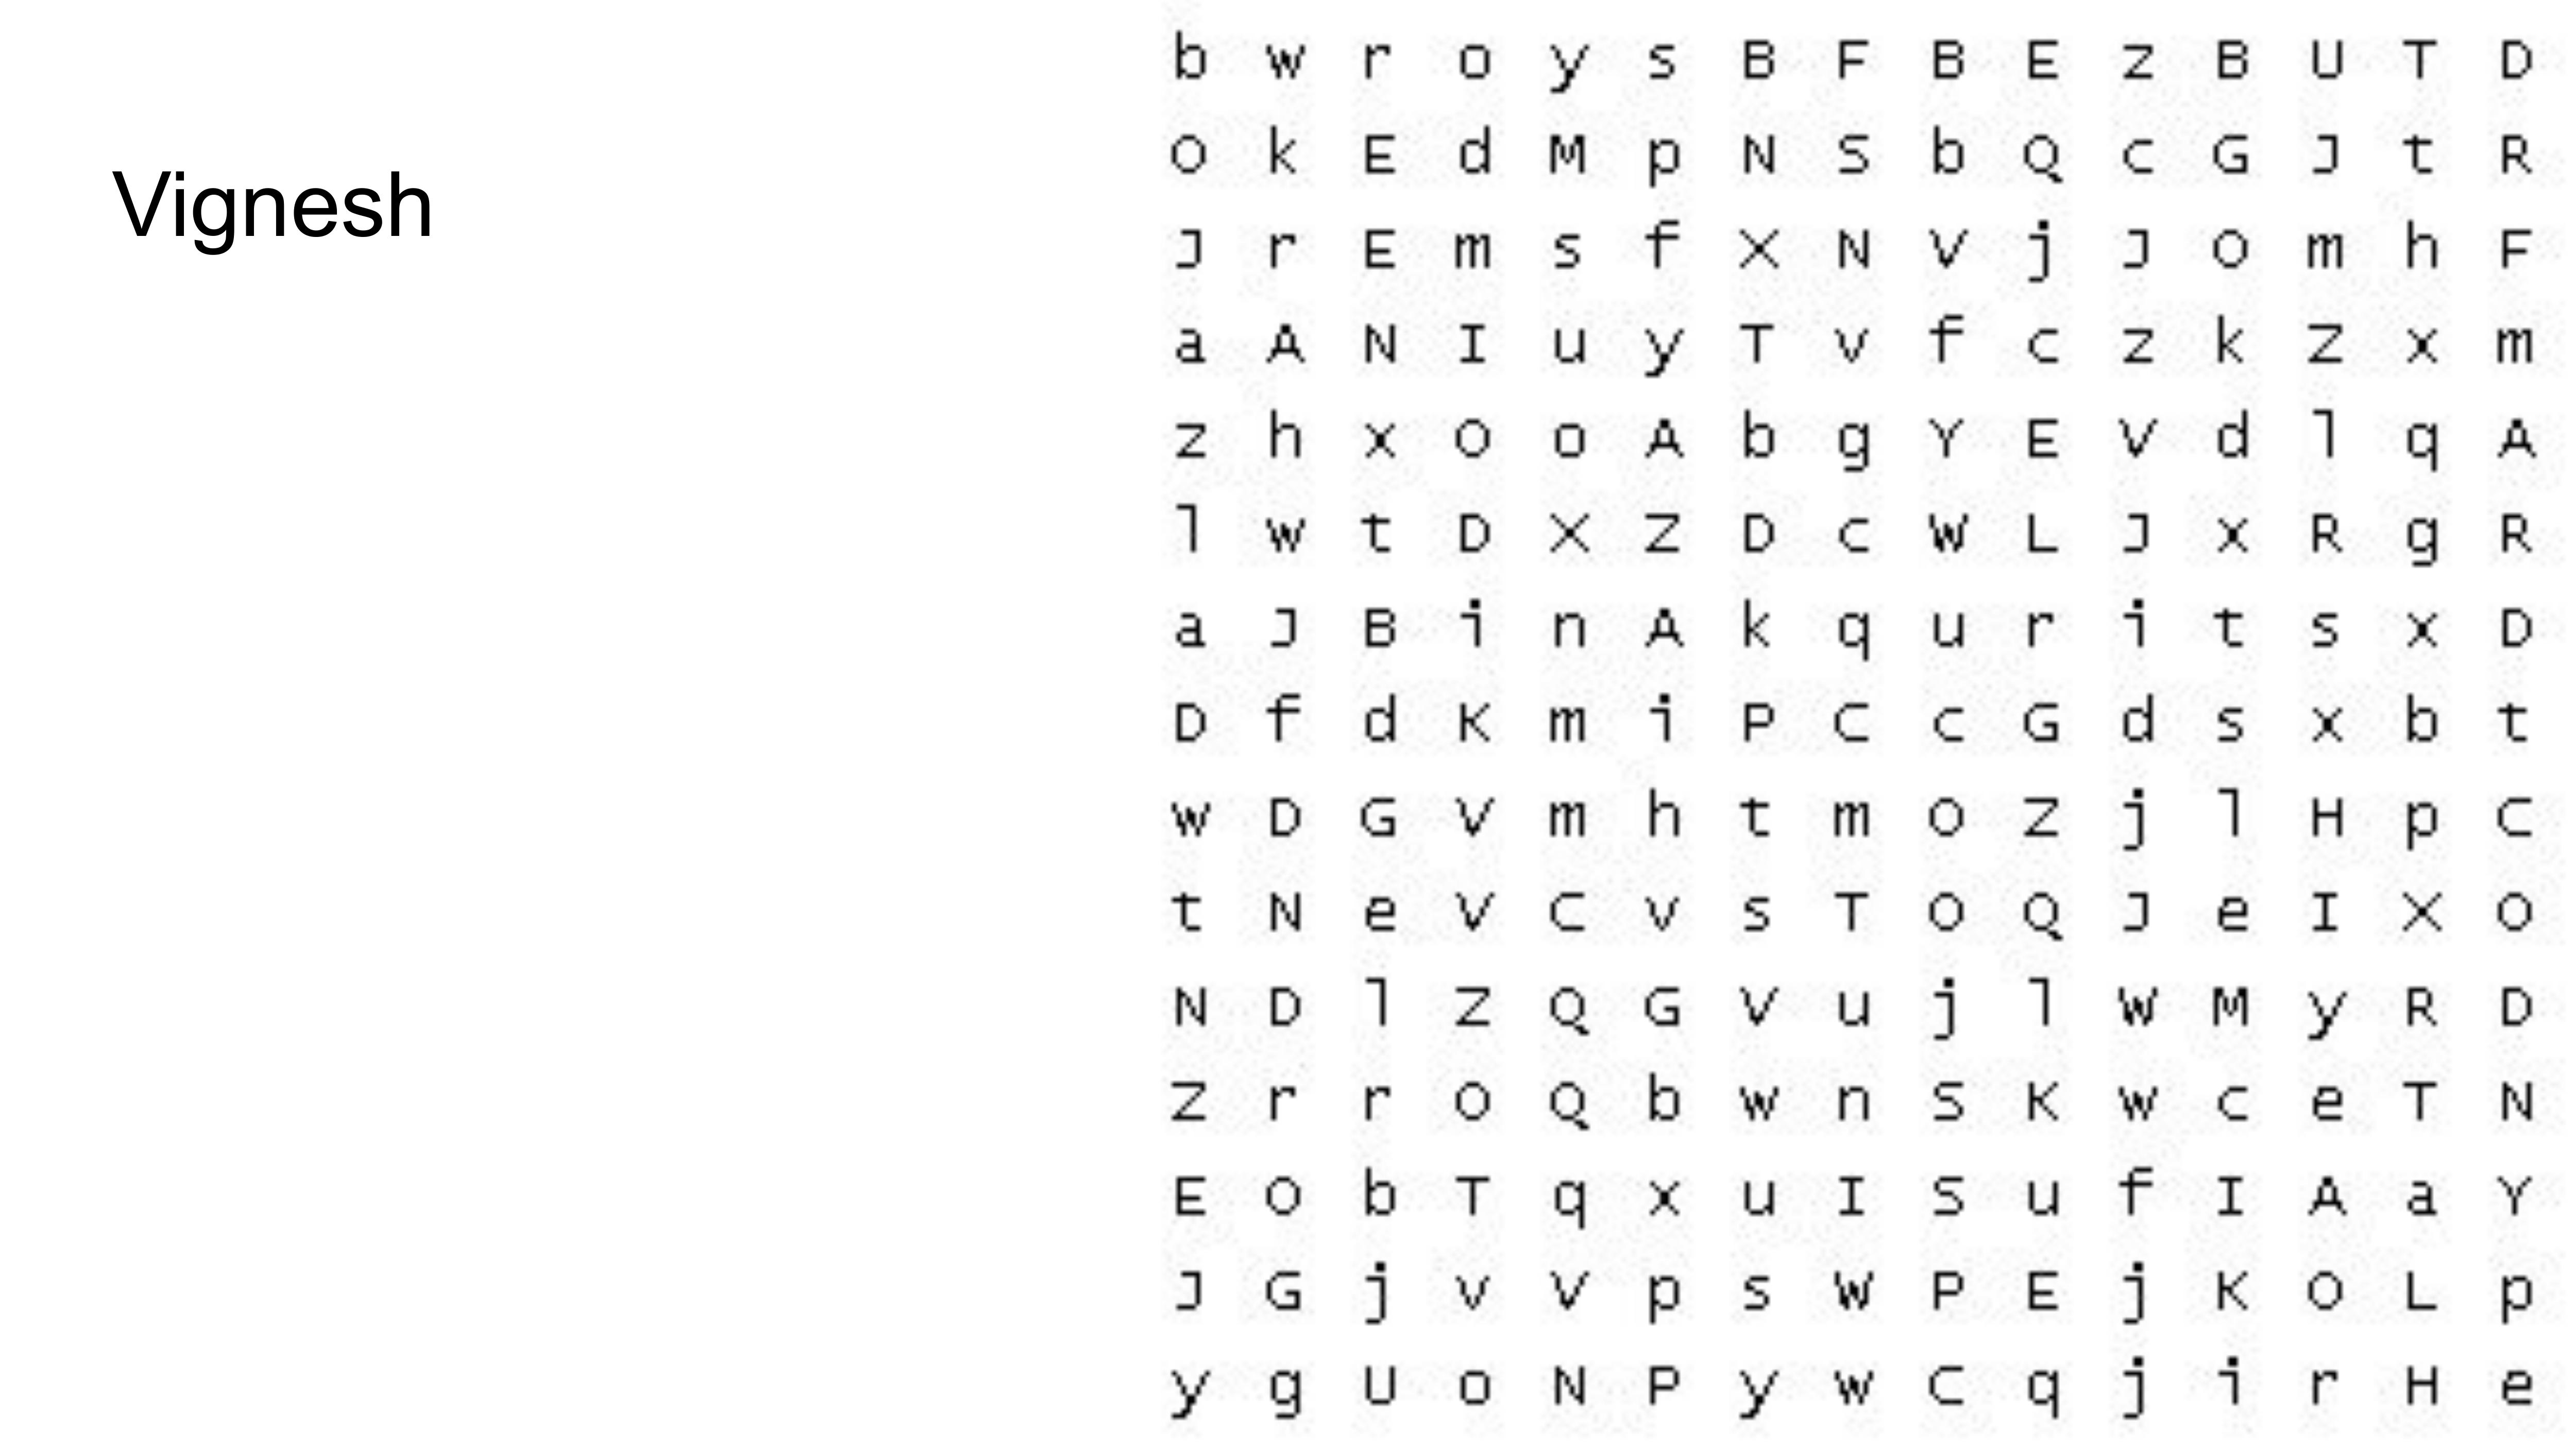 Vignesh
b w r o y s B F B E z B U T D
O k E d M p N S b Q c G J t R
J r E m s f X N V j J O m h F
a A N I u y T v f c z k Z x m
z h x O o A b g Y E V d l q A
l w t D X Z D c W L J x R g R
a J B i n A k q u r i t s x D
D f d K m i P C c G d s x b t
w D G V m h t m O Z j l H p C
t N e V C v s T O Q J e I X O
N D l Z Q G V u j l W M y R D
Z r r O Q b w n S K w c e T N
E O b T q x u I S u f I A a Y
J G j v V p s W P E j K O L p
y g U o N P y w C q j i r H e